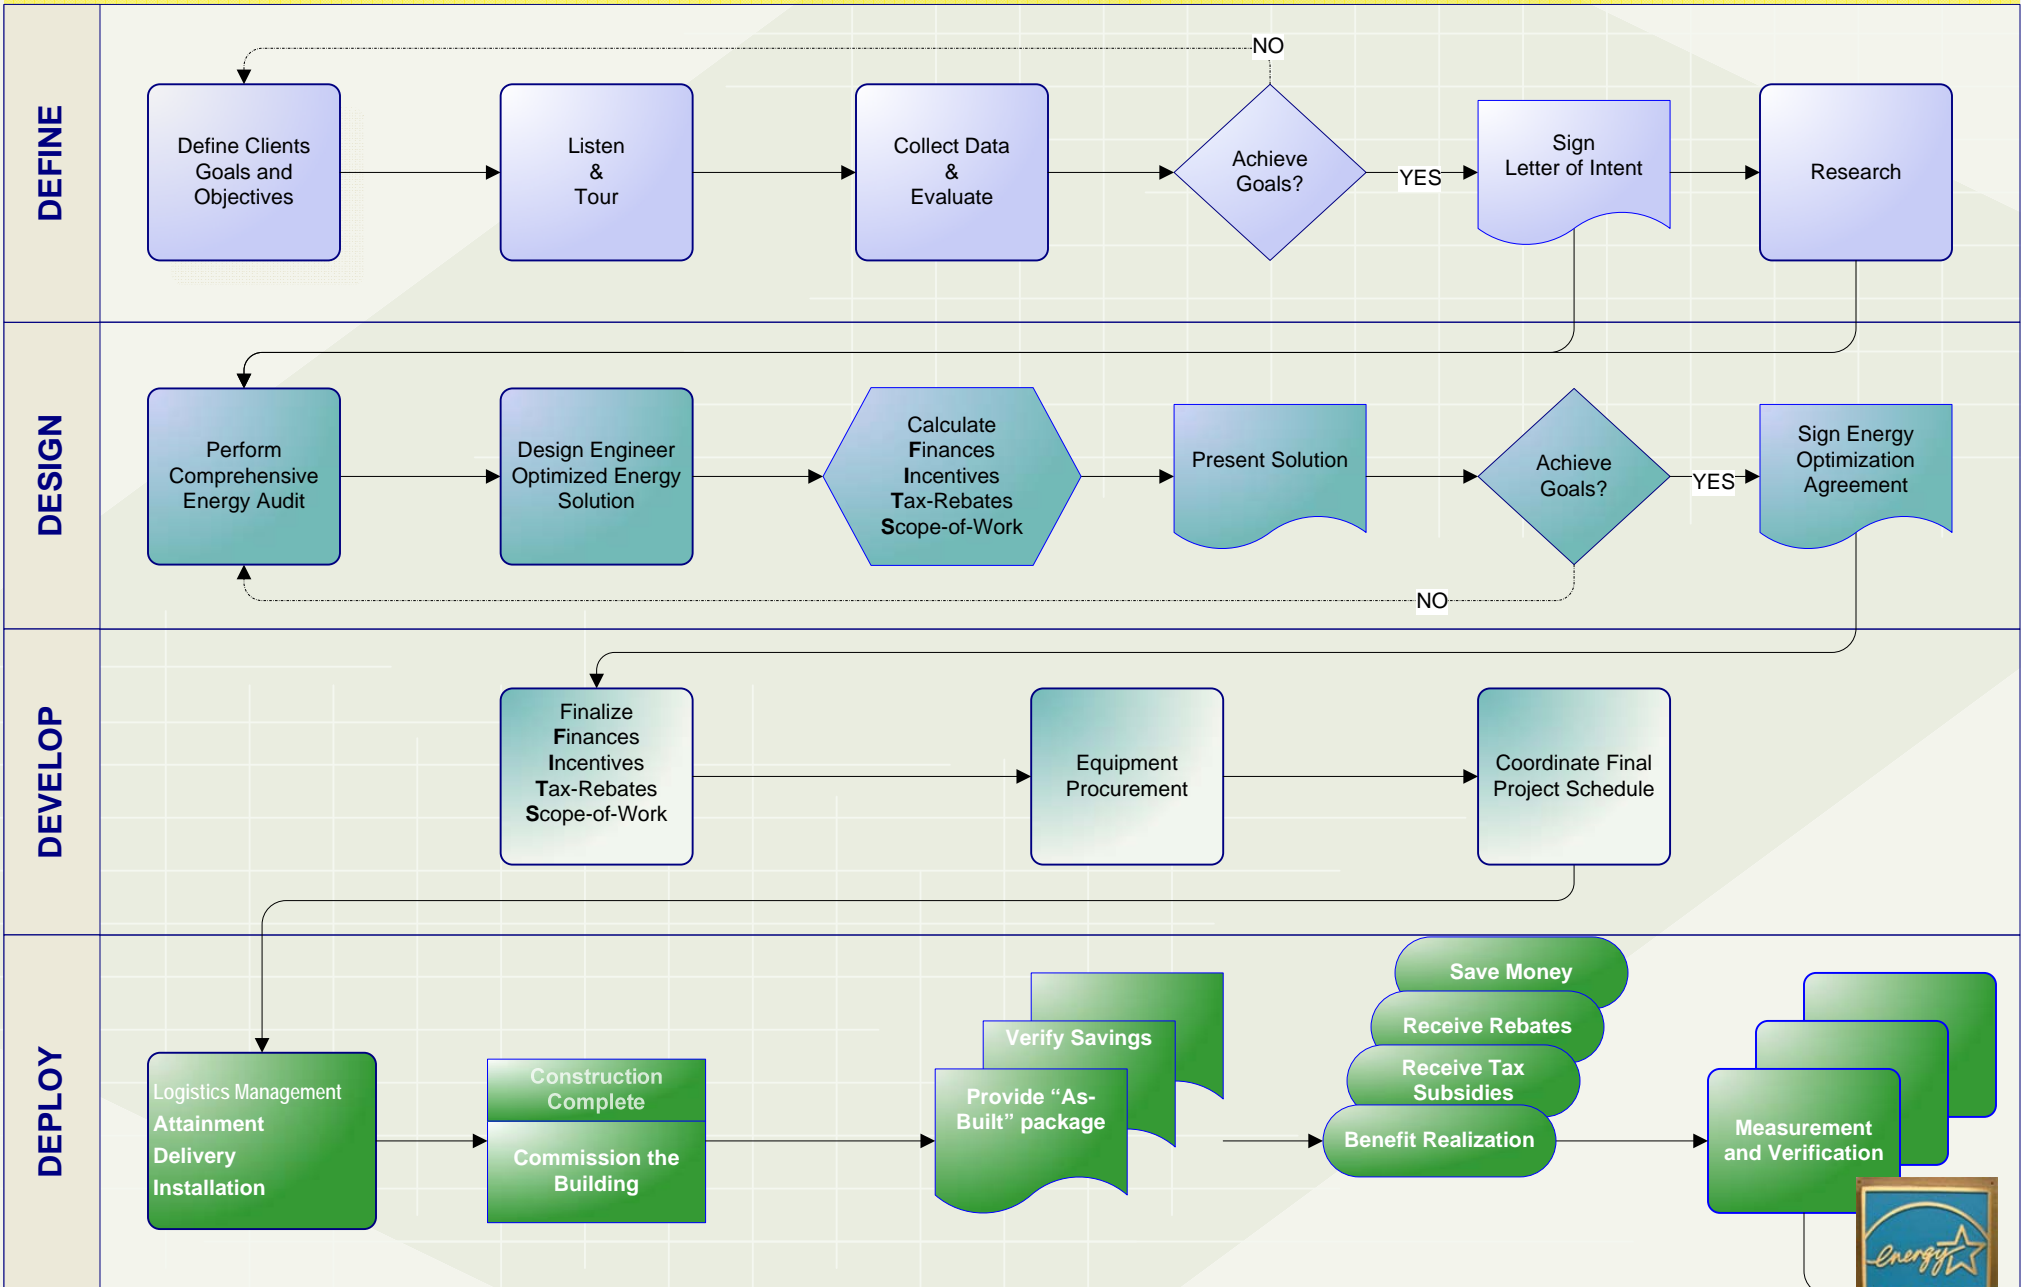 DEFINE
NO
Define Clients
Goals and
Objectives
Listen
&
Tour
Collect Data
&
Evaluate
Achieve
Goals?
YES
Sign
Letter of Intent
Research
DESIGN
Perform
Comprehensive
Energy Audit
Design Engineer
Optimized Energy
Solution
Calculate
Finances
Incentives
Tax-Rebates
Scope-of-Work
Present Solution
Achieve
Goals?
YES
Sign Energy
Optimization
Agreement
NO
DEVELOP
Finalize
Finances
Incentives
Tax-Rebates
Scope-of-Work
Equipment
Procurement
Coordinate Final
Project Schedule
DEPLOY
Logistics Management
Attainment
Delivery
Installation
Construction
Complete
Commission the
Building
Verify Savings
Provide “As-
Built” package
Save Money
Receive Rebates
Receive Tax
Subsidies
Benefit Realization
Measurement
and Verification
energy